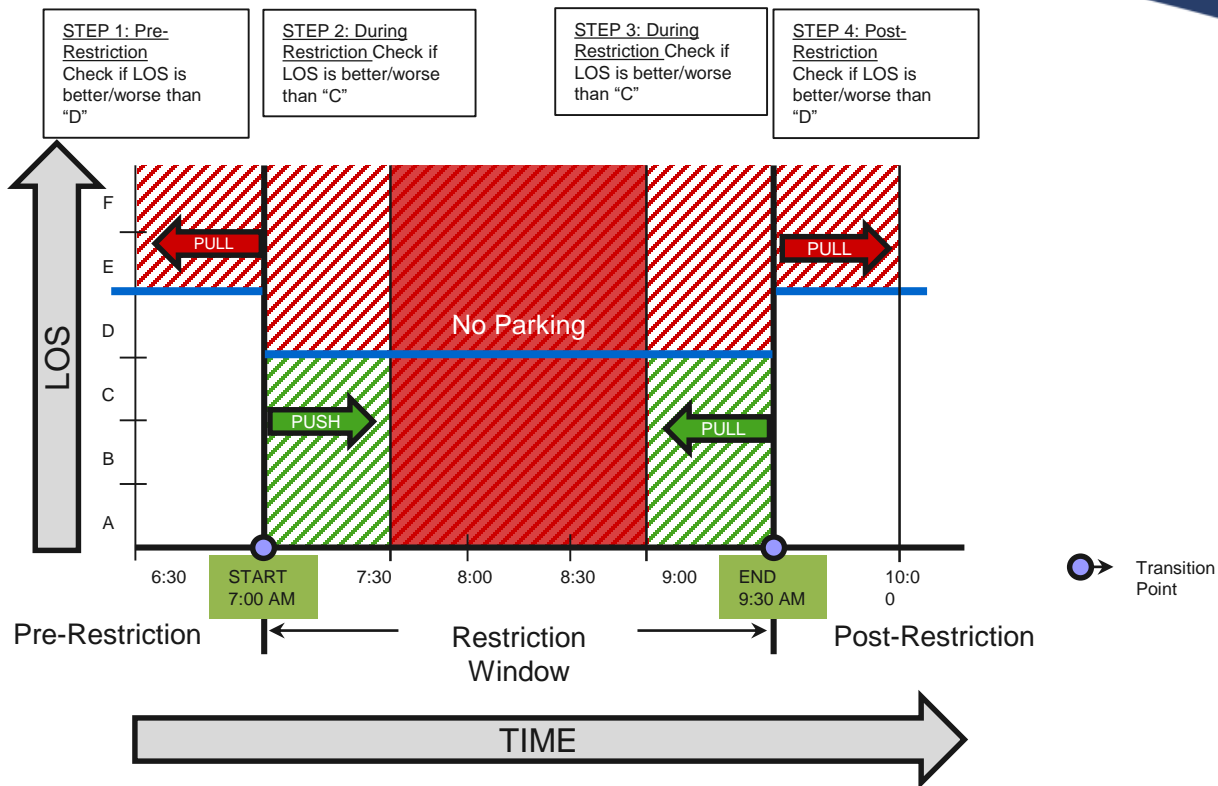 STEP 1: Pre-
Restriction
Check if LOS is
better/worse than
“D”
STEP 2: During
Restriction Check if
LOS is better/worse
than “C”
STEP 3: During
Restriction Check if
LOS is better/worse
than “C”
STEP 4: Post-
Restriction
Check if LOS is
better/worse than
“D”
LOS
F
E
D
C
B
A
PULL
PULL
No Parking
PUSH
PULL
6:30
START
7:00 AM
7:30
8:00
8:30
9:00
END
9:30 AM
10:0
0
Transition
Point
Pre-Restriction
Restriction
Window
Post-Restriction
TIME